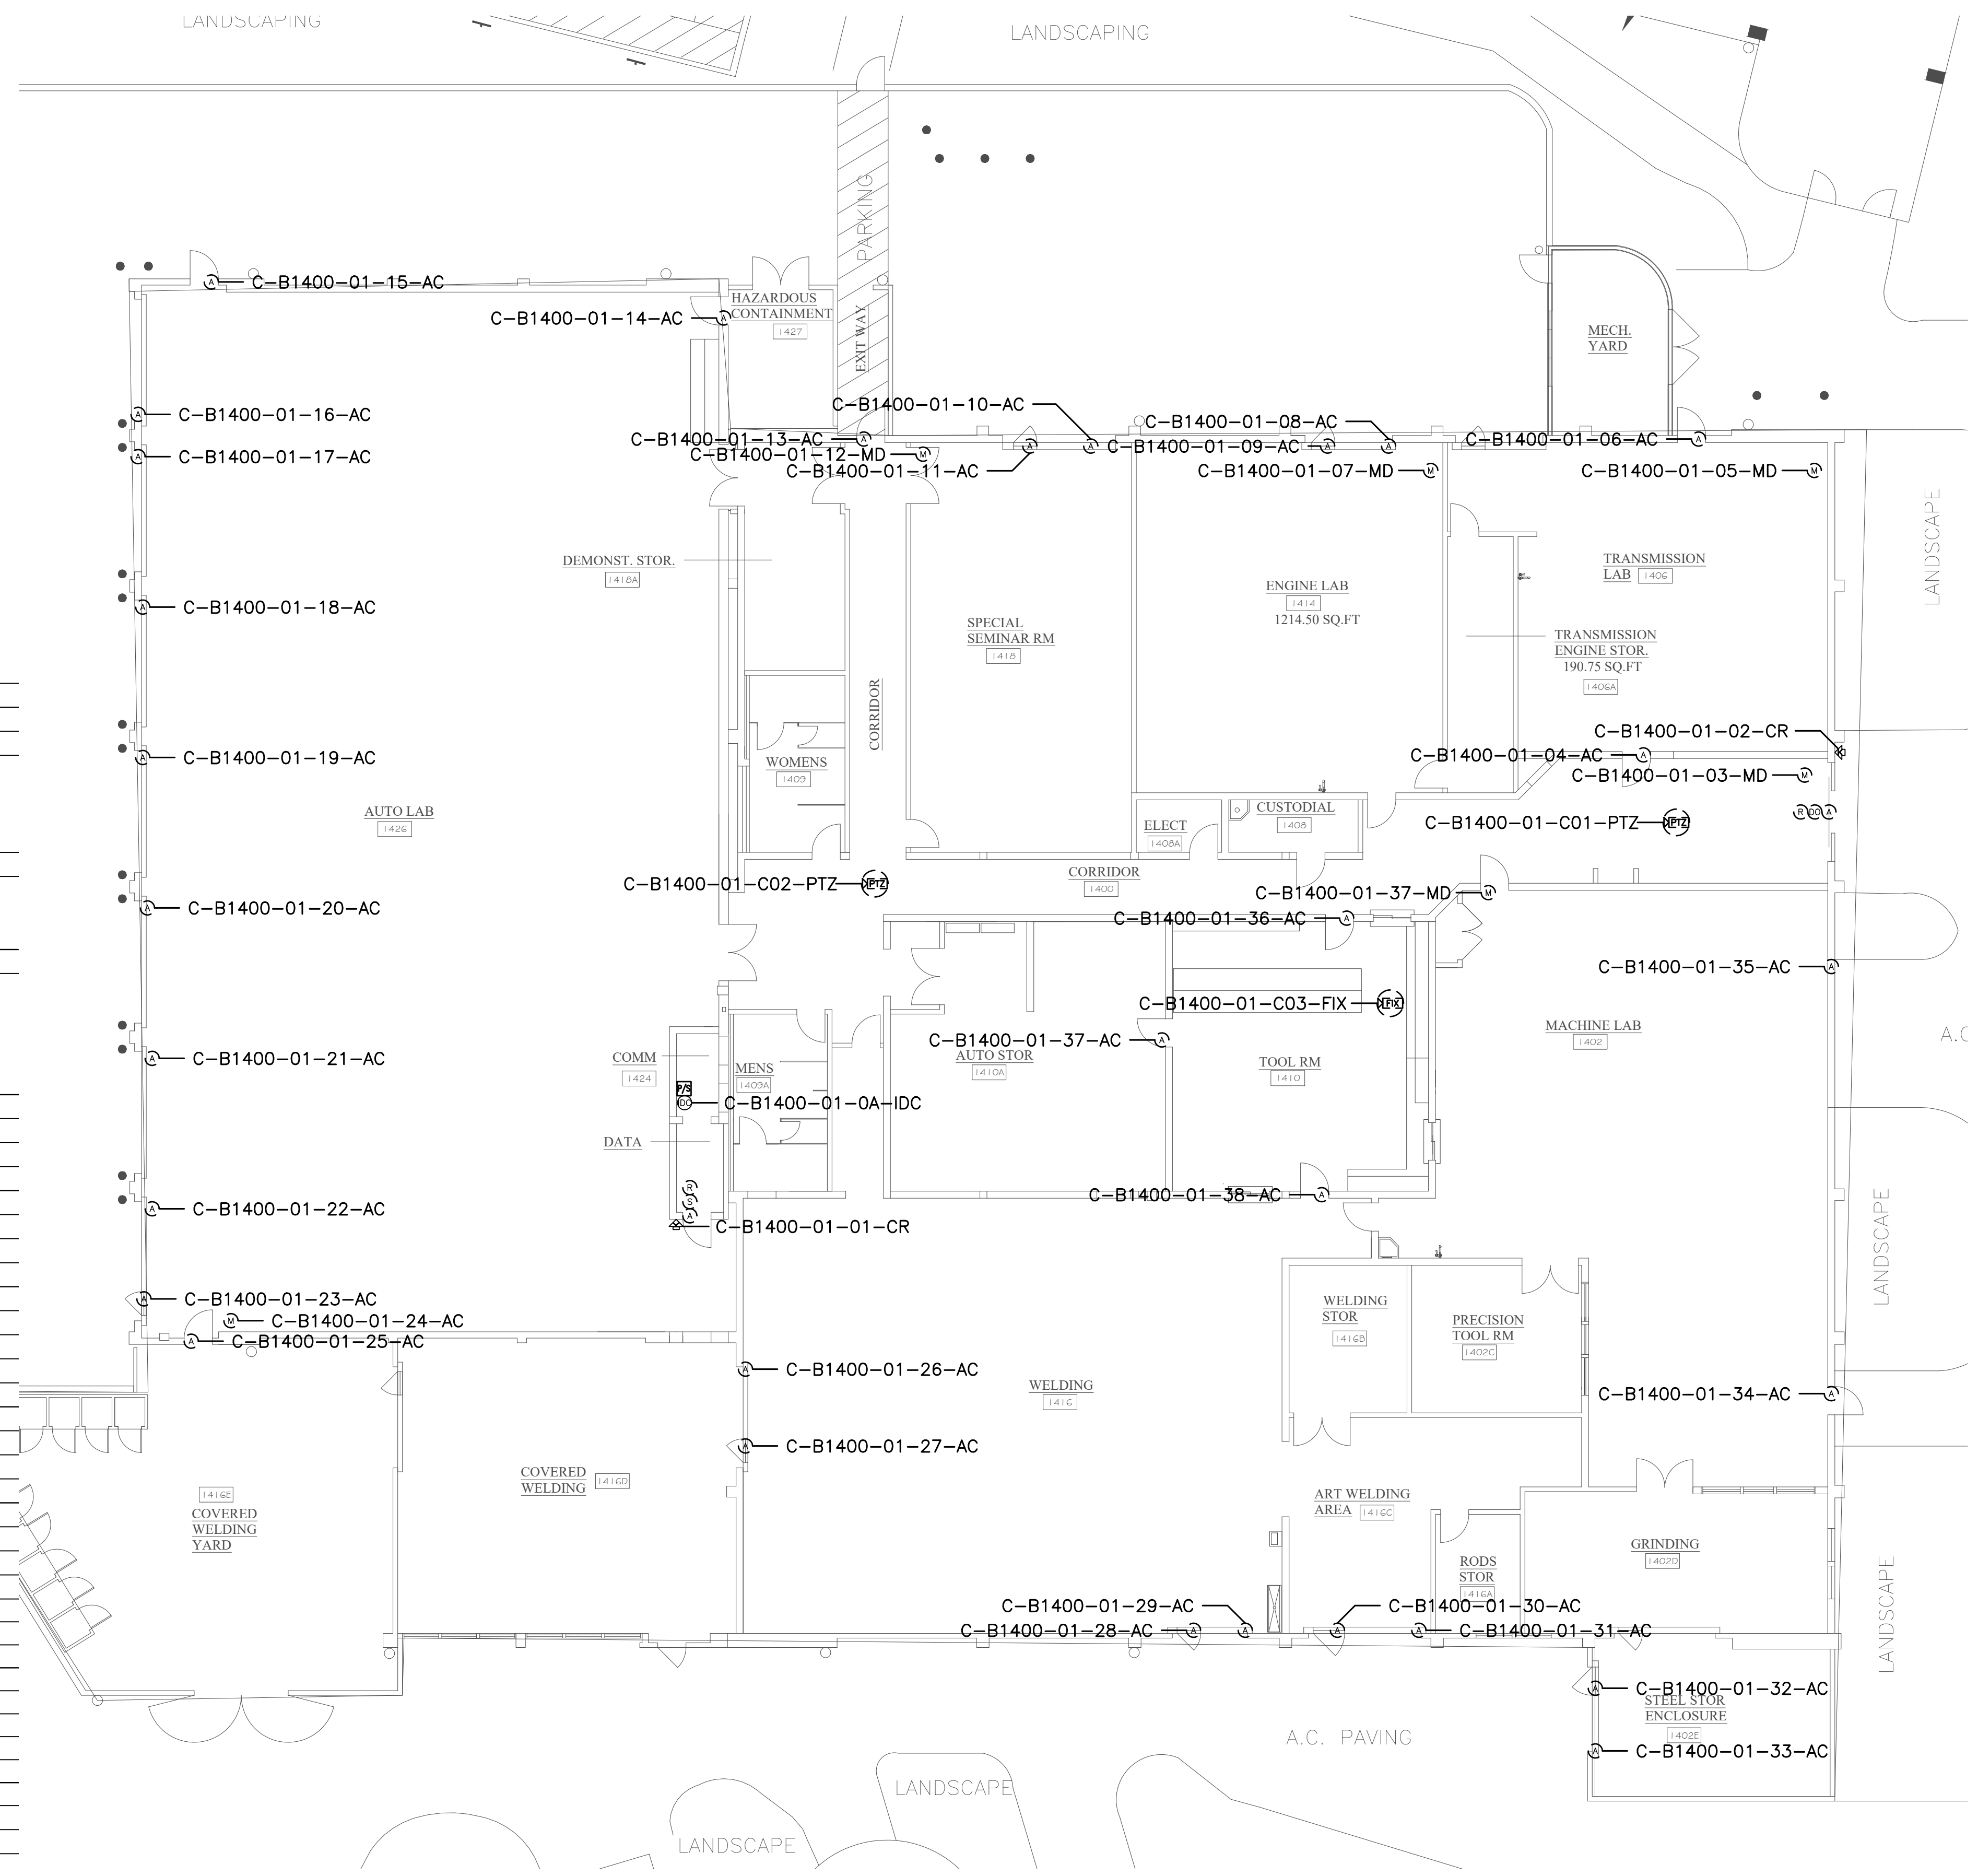 LANDSCAPING
LANDSCAPING
PARKING
EXIT WAY
C-B1400-01-15-AC
C-B1400-01-14-AC
HAZARDOUS
CONTAINMENT
1427
MECH.
YARD
C-B1400-01-16-AC
C-B1400-01-10-AC
C-B1400-01-08-AC
C-B1400-01-13-AC
C-B1400-01-09-AC
C-B1400-01-06-AC
C-B1400-01-17-AC
C-B1400-01-12-MD
C-B1400-01-11-AC
C-B1400-01-07-MD
C-B1400-01-05-MD
LANDSCAPE
DEMONST. STOR.
1418A
ENGINE LAB
1414
1214.50 SQ.FT
TRANSMISSION
LAB 1406
C-B1400-01-18-AC
SPECIAL
SEMINAR RM
1418
TRANSMISSION
ENGINE STOR.
190.75 SQ.FT
1406A
CORRIDOR
C-B1400-01-19-AC
WOMENS
1409
C-B1400-01-02-CR
C-B1400-01-04-AC
C-B1400-01-03-MD
AUTO LAB
1426
ELECT
1408A
CUSTODIAL
1408
C-B1400-01-C01-PTZ PTZ
R DO A
C-B1400-01-C02-PTZ PTZ
CORRIDOR
1400
C-B1400-01-37-MD
C-B1400-01-20-AC
C-B1400-01-36-AC
C-B1400-01-35-AC
C-B1400-01-C03-FIX FIX
C-B1400-01-21-AC
COMM
1424
MENS
1409A
C-B1400-01-37-AC
AUTO STOR
1410A
TOOL RM
1410
MACHINE LAB
1402
A.C
P/S
DO
C-B1400-01-0A-IDC
DATA
R
S
A
C-B1400-01-22-AC
C-B1400-01-01-CR
C-B1400-01-38-AC
LANDSCAPE
C-B1400-01-23-AC
C-B1400-01-24-AC
C-B1400-01-25-AC
WELDING
STOR
1416B
PRECISION
TOOL RM
1402C
C-B1400-01-26-AC
WELDING
1416
C-B1400-01-34-AC
C-B1400-01-27-AC
COVERED
WELDING 1416D
1416E
COVERED
WELDING
YARD
ART WELDING
AREA 1416C
RODS
STOR
1416A
GRINDING
1402D
LANDSCAPE
C-B1400-01-29-AC
C-B1400-01-30-AC
C-B1400-01-28-AC
C-B1400-01-31-AC
C-B1400-01-32-AC
STEEL STOR
ENCLOSURE
1402E
C-B1400-01-33-AC
A.C. PAVING
LANDSCAPE
LANDSCAPE